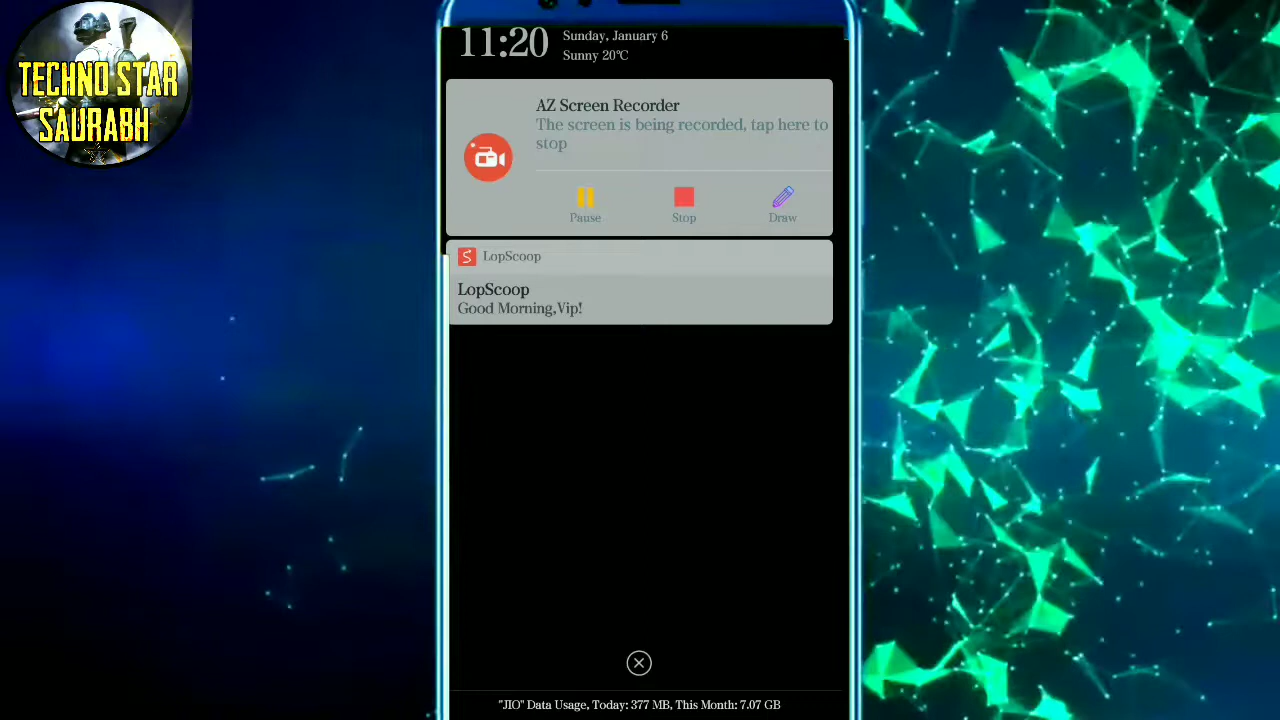 TECHNO STAR
SAURABH
11:20
Sunday, January 6
Sunny 20℃
AZ Screen Recorder
The screen is being recorded, tap here to
stop
Pause
Stop
Draw
LopScoop
LopScoop
Good Morning,Vip!
"JIO" Data Usage, Today: 377 MB, This Month: 7.07 GB